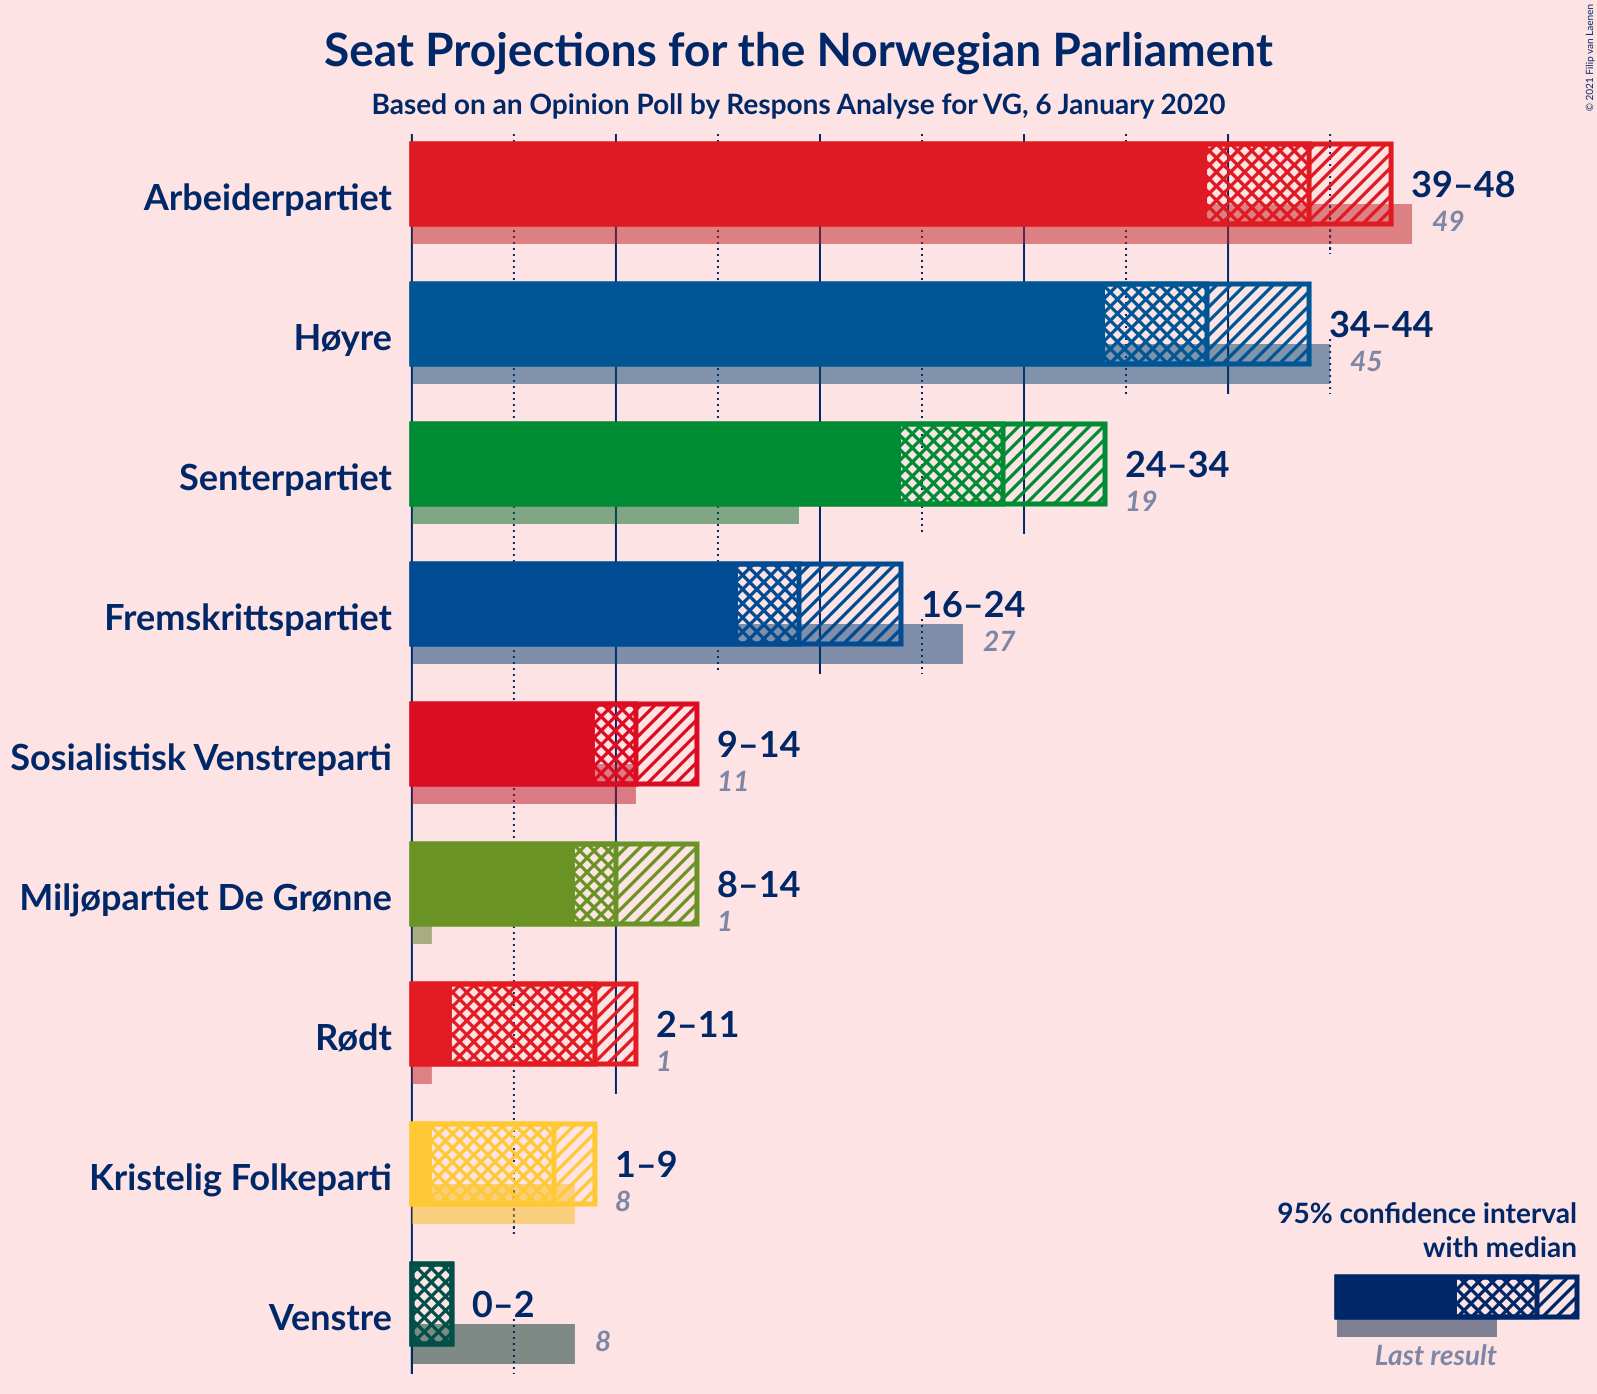 Seat Projections for the Norwegian Parliament
Based on an Opinion Poll by Respons Analyse for VG, 6 January 2020
© 2021 Filip van Laenen
Arbeiderpartiet
39–48
49
Høyre
34–44
45
Senterpartiet
24–34
19
Fremskrittspartiet
16–24
27
Sosialistisk Venstreparti
9–14
11
Miljøpartiet De Grønne
8–14
1
Rødt
2–11
1
Kristelig Folkeparti
1–9
8
Venstre
0–2
8
95% confidence interval
with median
Last result